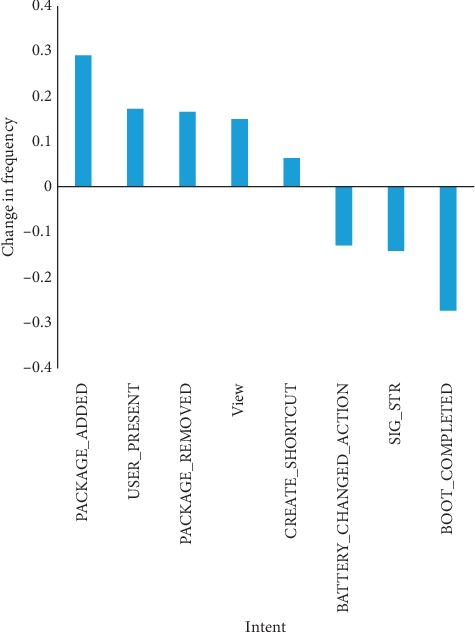 0.4
0.3
0.2
0.1
0
–0.1
–0.2
–0.3
–0.4
Change in frequency
PACKAGE_ADDED
USER_PRESENT
PACKAGE_REMOVED
View
CREATE_SHORTCUT
BATTERY_CHANGED_ACTION
SIG_STR
BOOT_COMPLETED
Intent